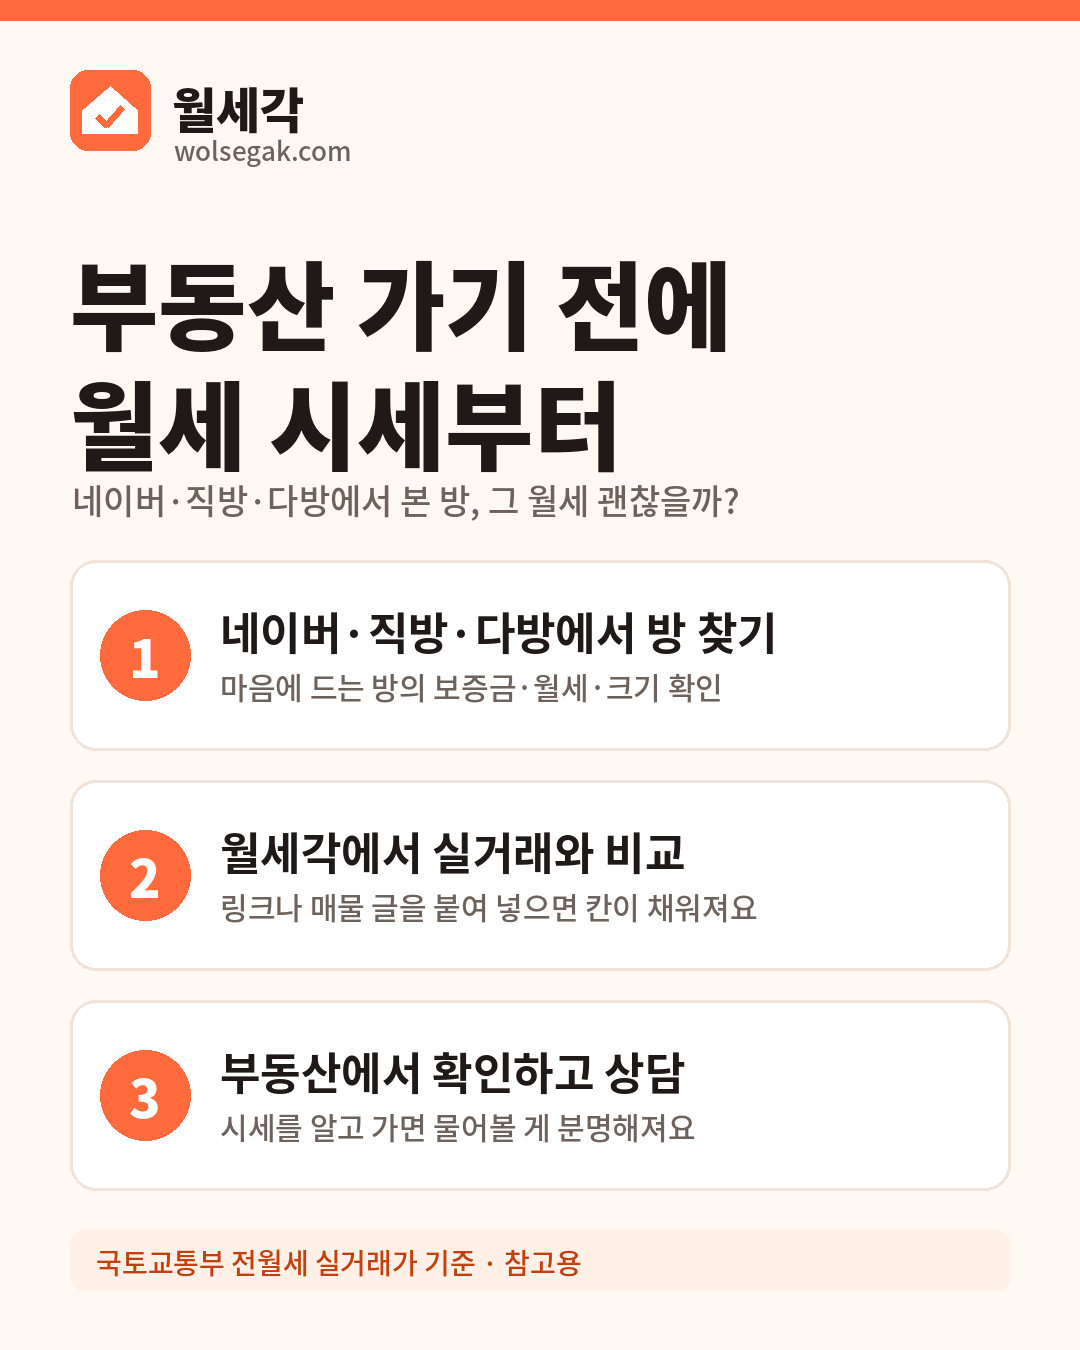 월세각
wolsegak.com
부동산 가기 전에
월세 시세부터
네이버·직방·다방에서 본 방, 그 월세 괜찮을까?
1
네이버·직방·다방에서 방 찾기
마음에 드는 방의 보증금·월세·크기 확인
2
월세각에서 실거래와 비교
링크나 매물 글을 붙여 넣으면 칸이 채워져요
3
부동산에서 확인하고 상담
시세를 알고 가면 물어볼 게 분명해져요
국토교통부 전월세 실거래가 기준 · 참고용